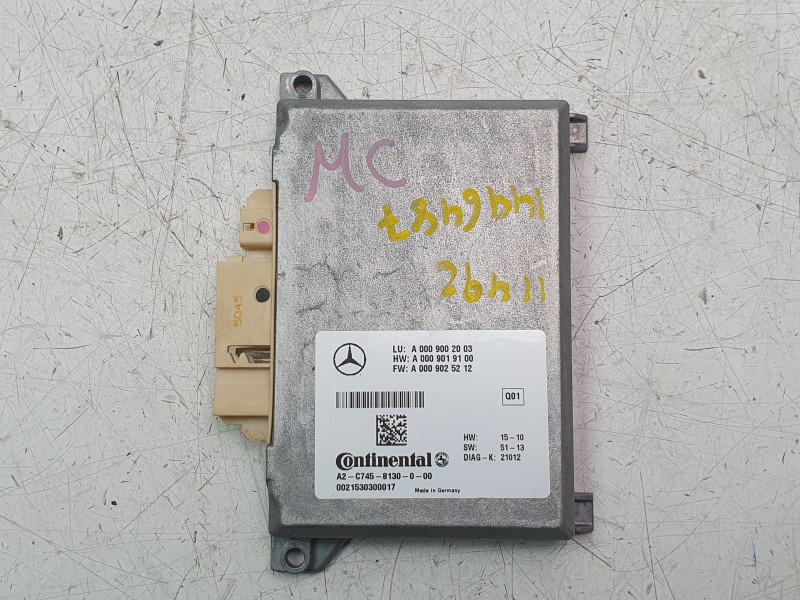 MC
5045
LU: A 000 900 20 03
HW: A 000 901 91 00
FW: A 000 902 52 12
Q01
HW: 15-10
SW: 51-13
DIAG-K: 21012
Continental
A2-C745-8130-0-00
0021530300017
Made in Germany